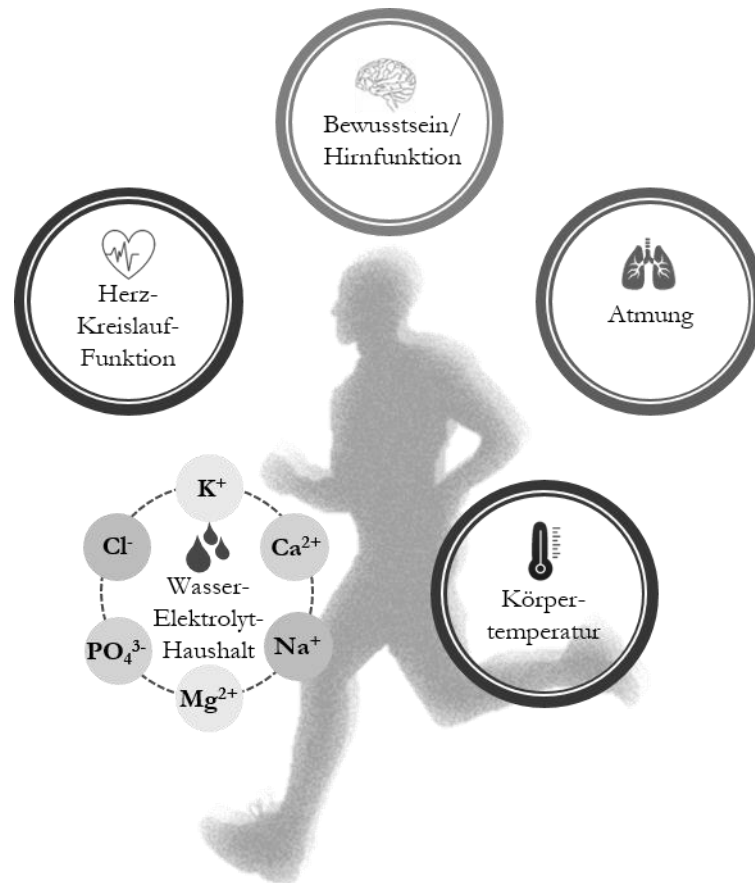 Bewusstsein/
Hirnfunktion
Herz-
Kreislauf-
Funktion
Atmung
K⁺
Cl⁻
Ca²⁺
Wasser-
Elektrolyt-
Haushalt
PO₄³⁻
Na⁺
Mg²⁺
Körper-
temperatur